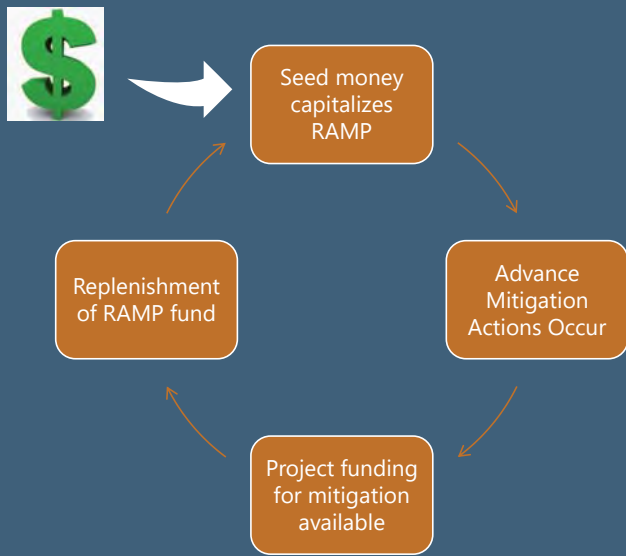 $
Seed money
capitalizes
RAMP
Advance
Mitigation
Actions Occur
Project funding
for mitigation
available
Replenishment
of RAMP fund